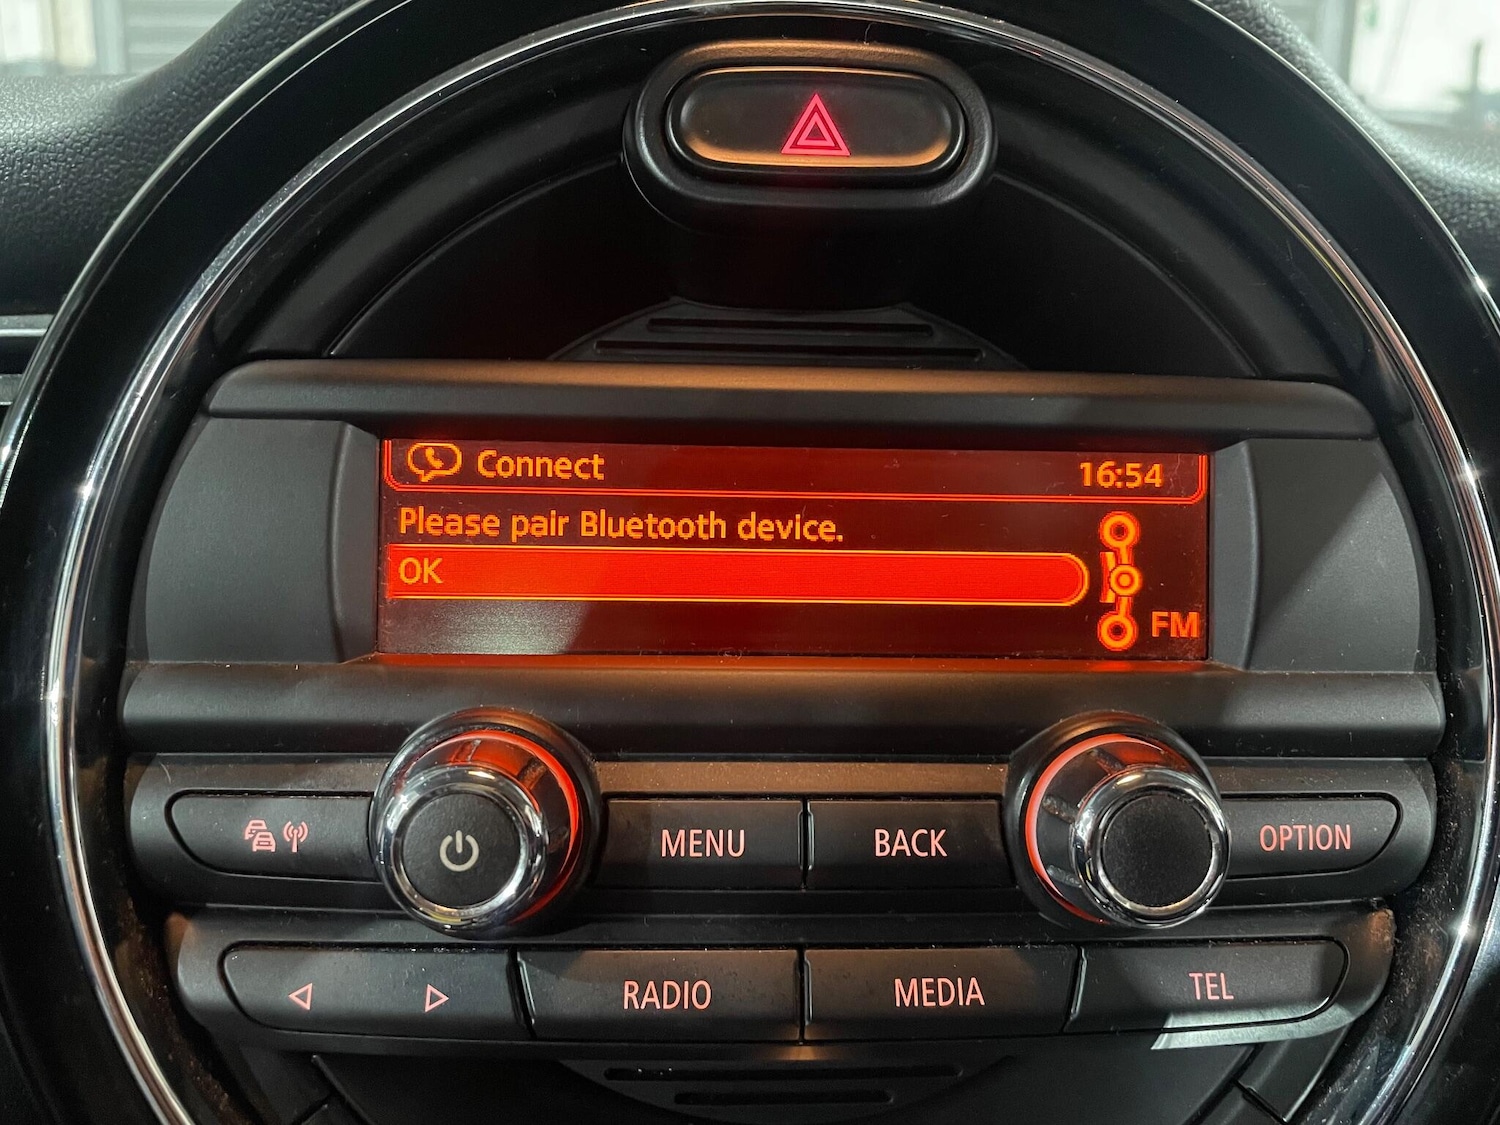 Connect 16:54
Please pair Bluetooth device.
OK
FM
MENU BACK OPTION
RADIO MEDIA TEL